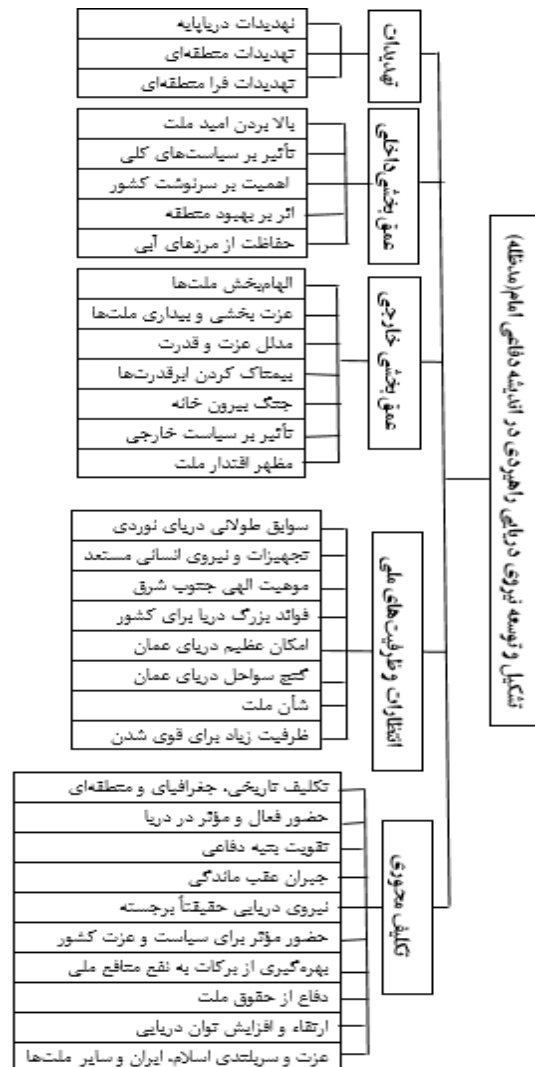 تشکیل و توسعه نیروی دریایی راهبردی در اندیشه دفاعی امام(مدظله)
تهدیدات
تهدیدات دریاپایه
تهدیدات منطقه‌ای
تهدیدات فرا منطقه‌ای
عمق بخشی داخلی
بالا بردن امید ملت
تأثیر بر سیاست‌های کلی
اهمیت بر سرنوشت کشور
اثر بر بهبود منطقه
حفاظت از مرزهای آبی
عمق بخشی خارجی
الهام‌بخش ملت‌ها
عزت بخشی و بیداری ملت‌ها
مدلل عزت و قدرت
بیمناک کردن ابرقدرت‌ها
جنگ بیرون خانه
تأثیر بر سیاست خارجی
مظهر اقتدار ملت
انتظارات و ظرفیت‌های ملی
سوابق طولانی دریای نوردی
تجهیزات و نیروی انسانی مستعد
موهبت الهی جنوب شرق
فوائد بزرگ دریا برای کشور
امکان عظیم دریای عمان
گنج سواحل دریای عمان
شأن ملت
ظرفیت زیاد برای قوی شدن
تکلیف محوری
تکلیف تاریخی، جغرافیای و منطقه‌ای
حضور فعال و مؤثر در دریا
تقویت بنیه دفاعی
جبران عقب ماندگی
نیروی دریایی حقیقتاً برجسته
حضور مؤثر برای سیاست و عزت کشور
بهره‌گیری از برکات به نفع منافع ملی
دفاع از حقوق ملت
ارتقاء و افزایش توان دریایی
عزت و سربلندی اسلام، ایران و سایر ملت‌ها